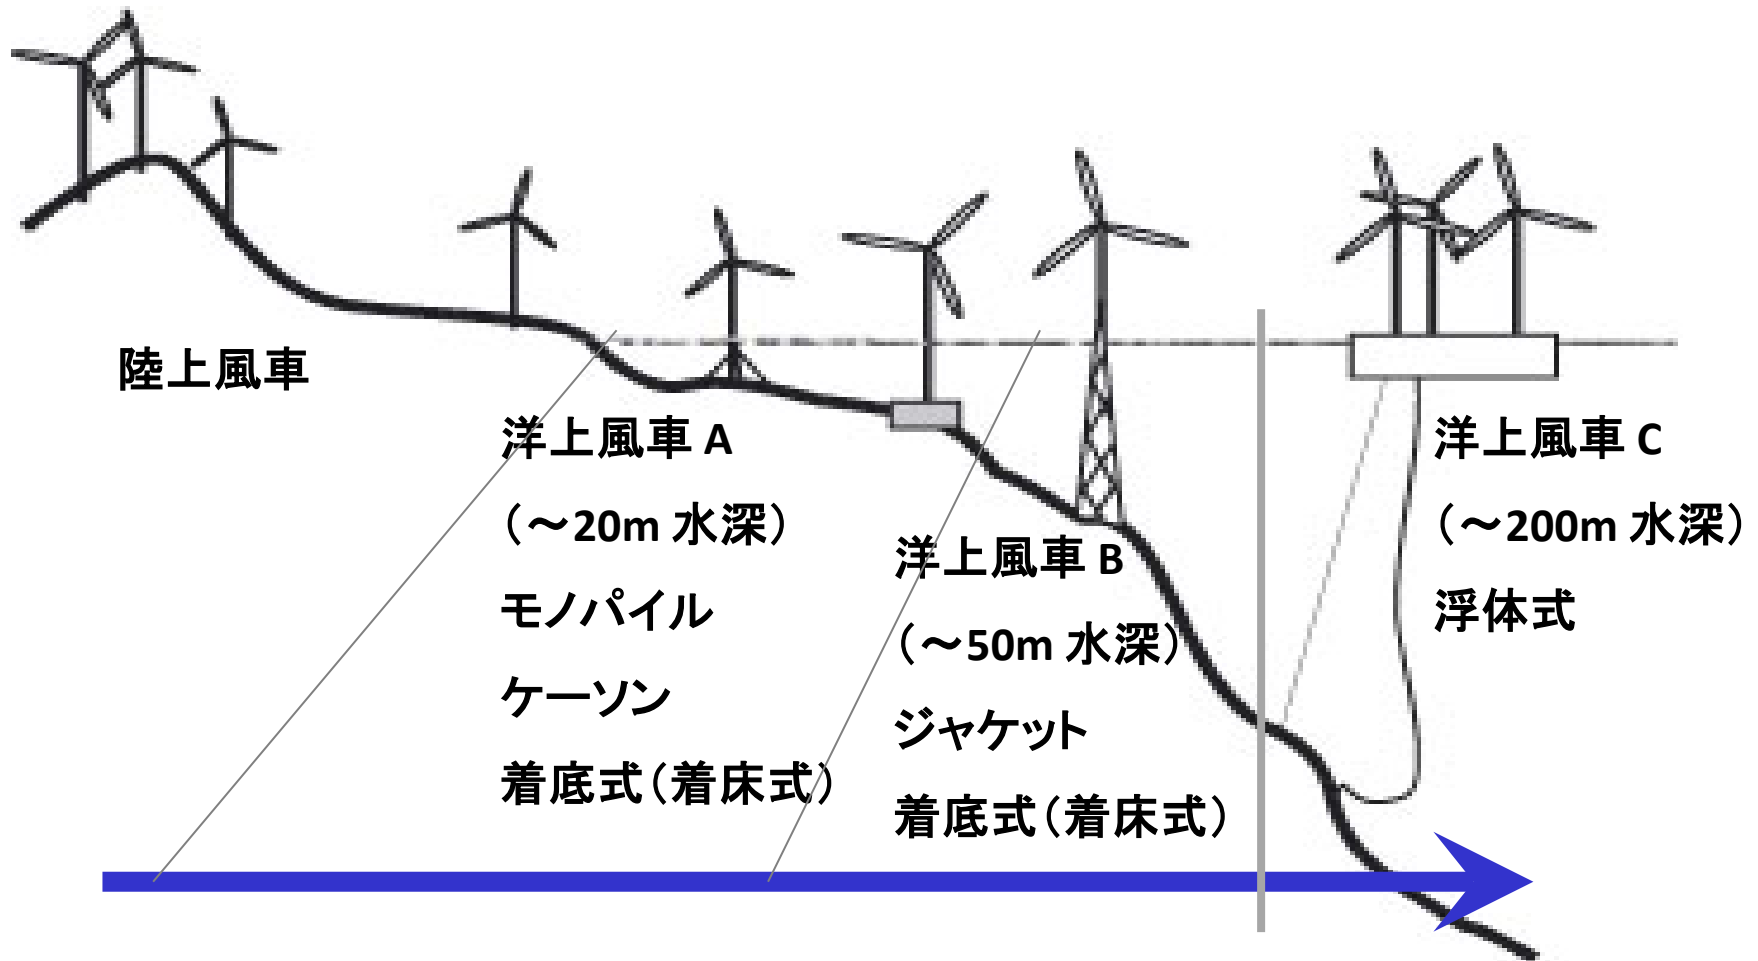 陸上風車
洋上風車 A
（～20m 水深）
モノパイル
ケーソン
着底式（着床式）
洋上風車 B
（～50m 水深）
ジャケット
着底式（着床式）
洋上風車 C
（～200m 水深）
浮体式